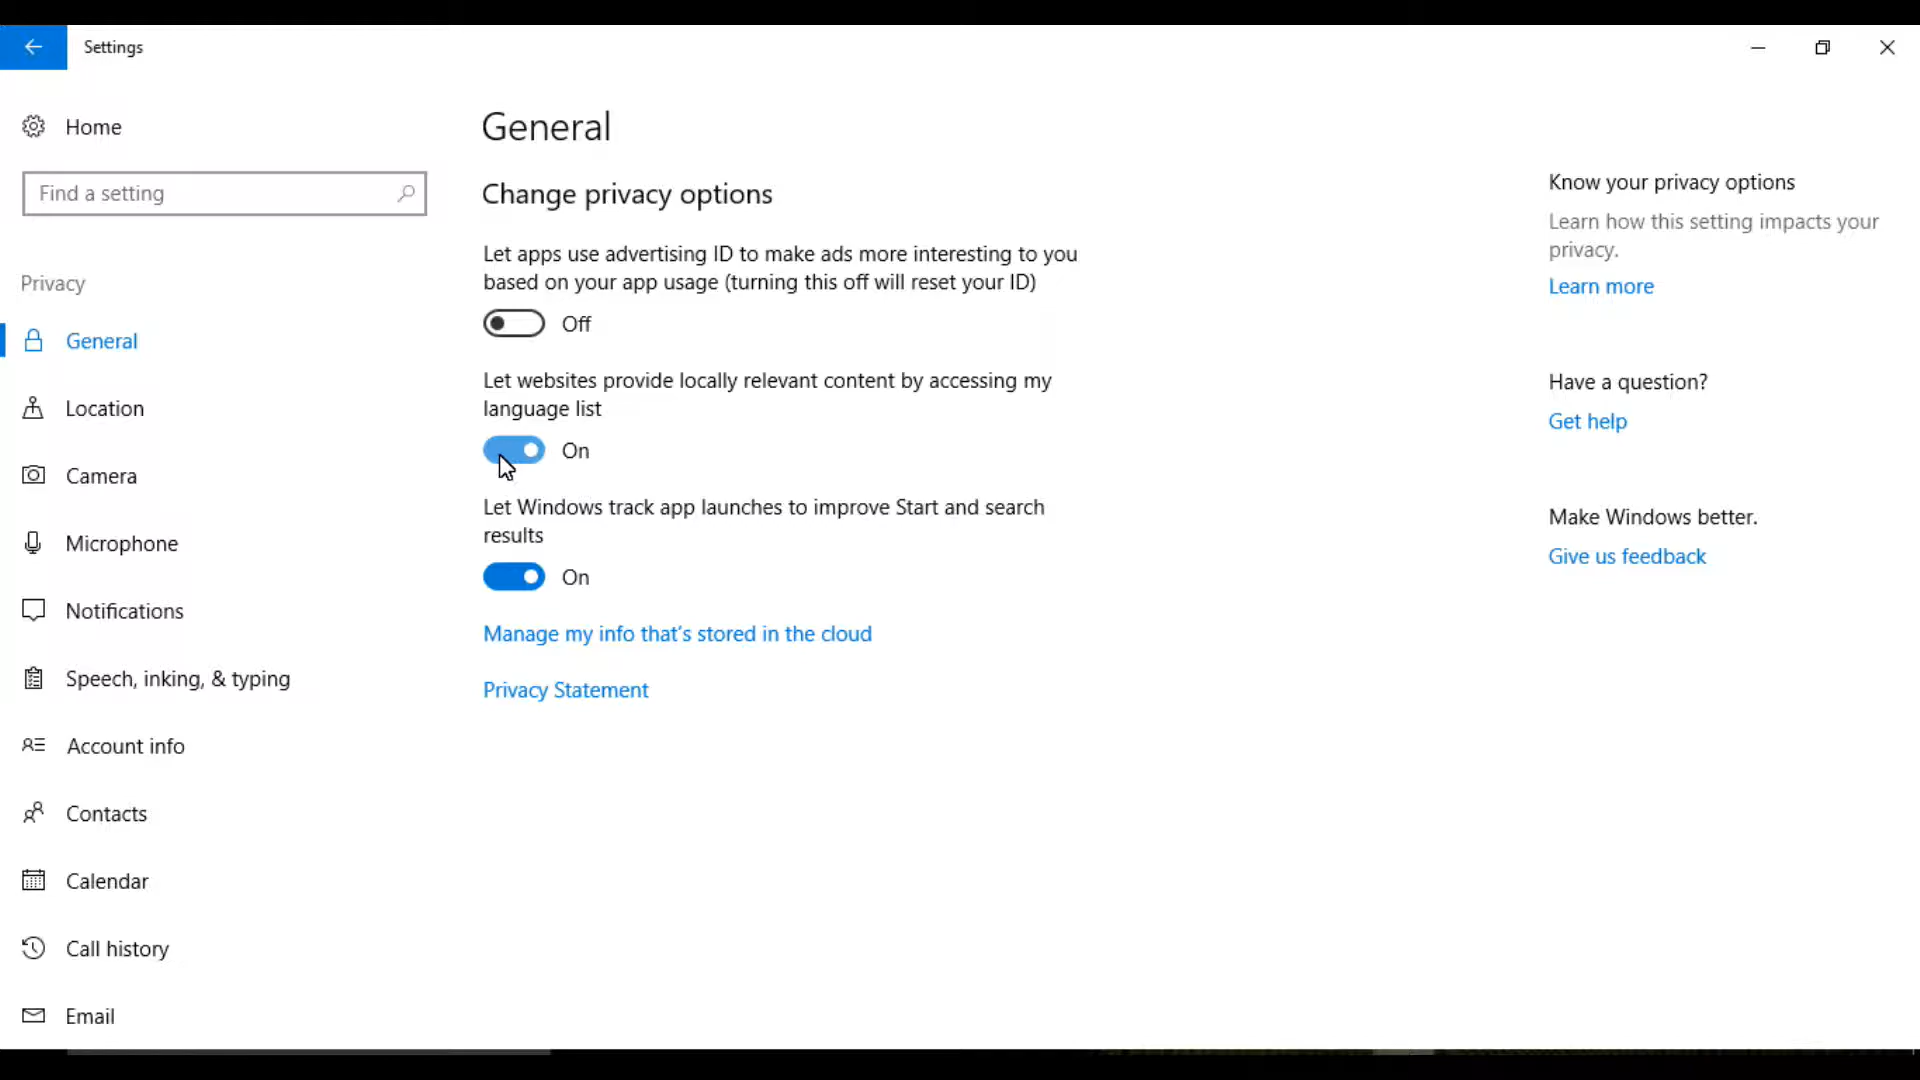 Settings
Home
Find a setting
Privacy
General
Location
Camera
Microphone
Notifications
Speech, inking, & typing
Account info
Contacts
Calendar
Call history
Email
General
Change privacy options
Let apps use advertising ID to make ads more interesting to you
based on your app usage (turning this off will reset your ID)
Off
Let websites provide locally relevant content by accessing my
language list
On
Let Windows track app launches to improve Start and search
results
On
Manage my info that's stored in the cloud
Privacy Statement
Know your privacy options
Learn how this setting impacts your
privacy.
Learn more
Have a question?
Get help
Make Windows better.
Give us feedback